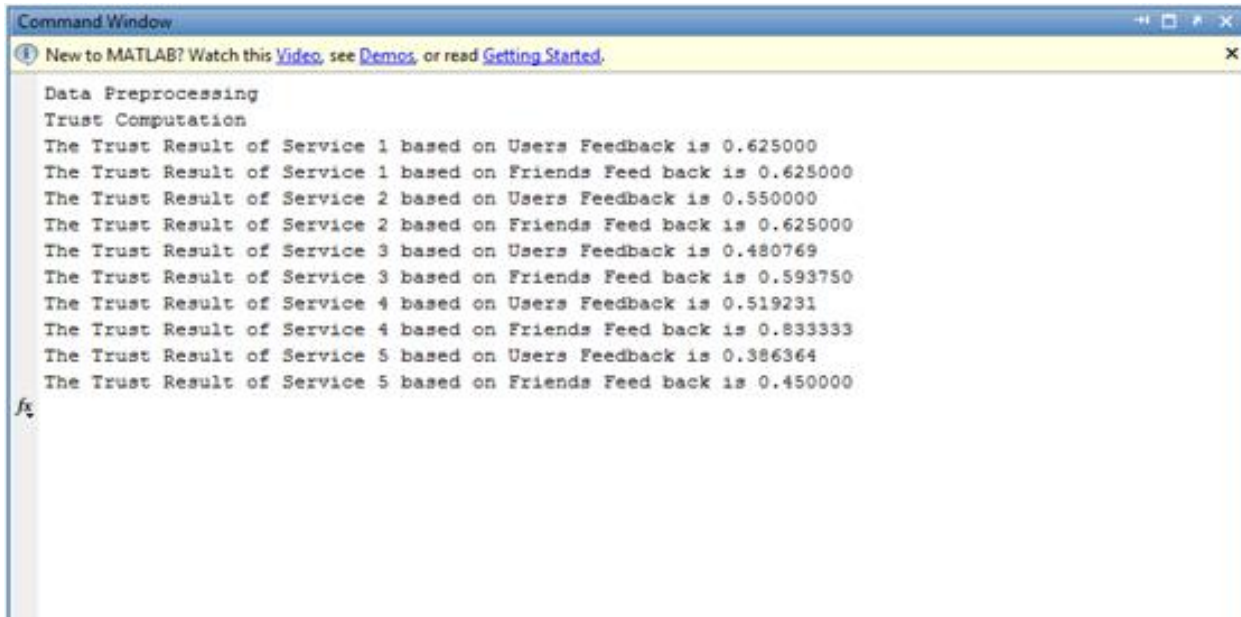 Command Window
New to MATLAB? Watch this Video, see Demos, or read Getting Started.
Data Preprocessing
Trust Computation
The Trust Result of Service 1 based on Users Feedback is 0.625000
The Trust Result of Service 1 based on Friends Feed back is 0.625000
The Trust Result of Service 2 based on Users Feedback is 0.550000
The Trust Result of Service 2 based on Friends Feed back is 0.625000
The Trust Result of Service 3 based on Users Feedback is 0.480769
The Trust Result of Service 3 based on Friends Feed back is 0.593750
The Trust Result of Service 4 based on Users Feedback is 0.519231
The Trust Result of Service 4 based on Friends Feed back is 0.833333
The Trust Result of Service 5 based on Users Feedback is 0.386364
The Trust Result of Service 5 based on Friends Feed back is 0.450000
fx